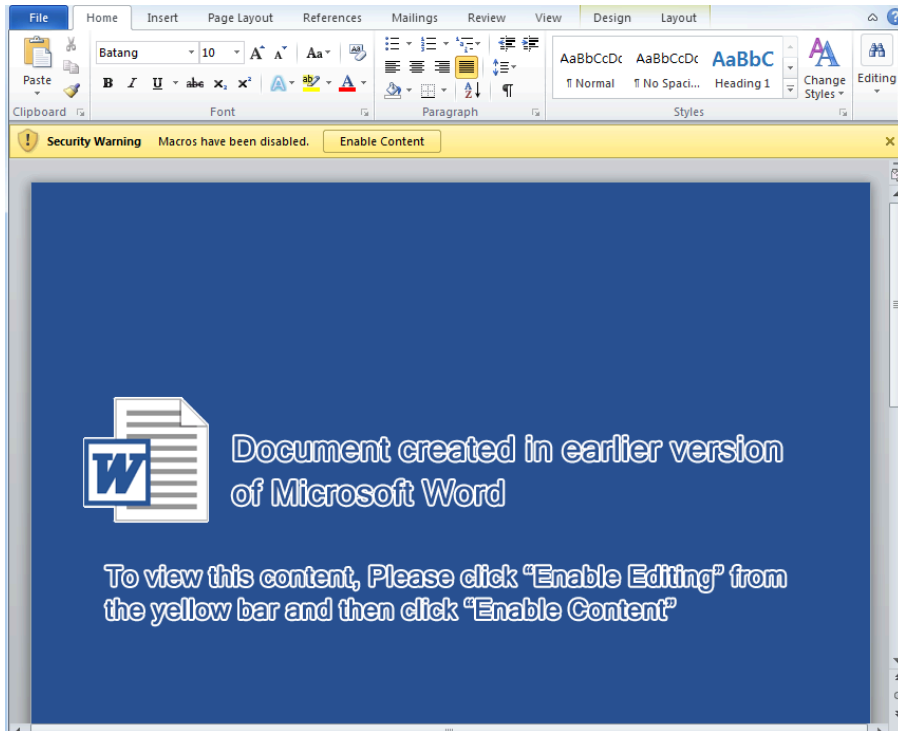 File Home Insert Page Layout References Mailings Review View Design Layout
Batang 10 A A Aa
AaBbCcDc AaBbCcDc AaBbC
Paste B I U abc x₂ x² A ab A
¶ Normal ¶ No Spaci... Heading 1 Change Styles Editing
Clipboard Font Paragraph Styles
Security Warning Macros have been disabled. Enable Content
W
Document created in earlier version
of Microsoft Word
To view this content, Please click “Enable Editing” from
the yellow bar and then click “Enable Content”